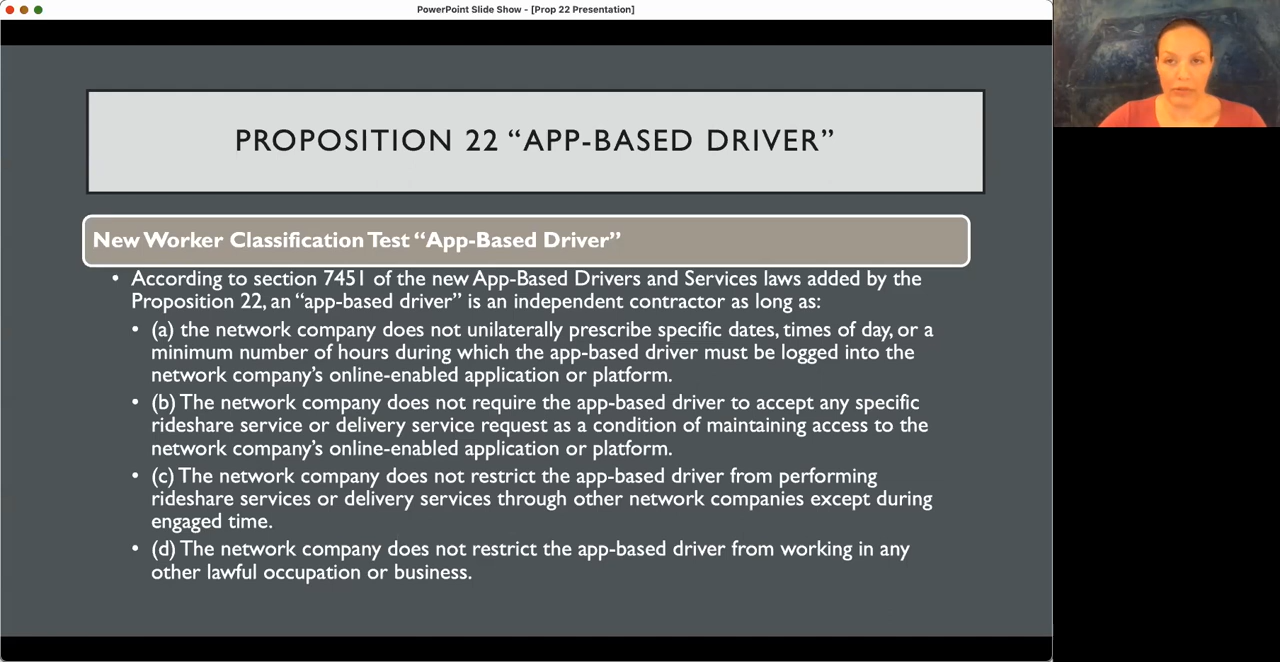 PowerPoint Slide Show - [Prop 22 Presentation]
PROPOSITION 22 “APP-BASED DRIVER”
New Worker Classification Test “App-Based Driver”
• According to section 7451 of the new App-Based Drivers and Services laws added by the
Proposition 22, an “app-based driver” is an independent contractor as long as:
• (a) the network company does not unilaterally prescribe specific dates, times of day, or a
minimum number of hours during which the app-based driver must be logged into the
network company’s online-enabled application or platform.
• (b) The network company does not require the app-based driver to accept any specific
rideshare service or delivery service request as a condition of maintaining access to the
network company’s online-enabled application or platform.
• (c) The network company does not restrict the app-based driver from performing
rideshare services or delivery services through other network companies except during
engaged time.
• (d) The network company does not restrict the app-based driver from working in any
other lawful occupation or business.